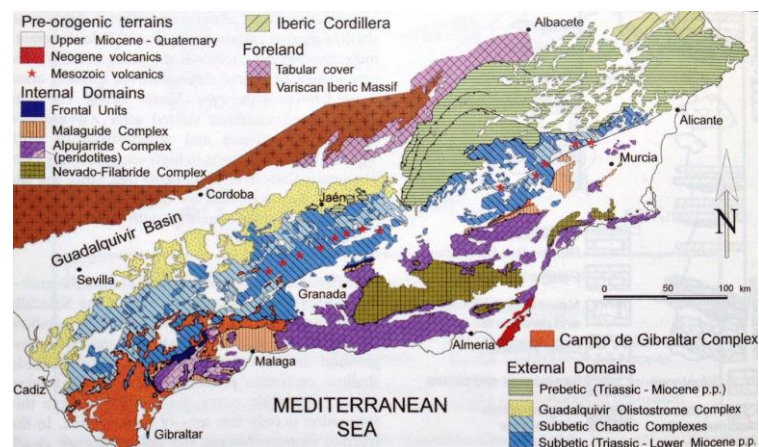 Pre-orogenic terrains
Upper Miocene - Quaternary
Neogene volcanics
Mesozoic volcanics
Internal Domains
Frontal Units
Malaguide Complex
Alpujarride Complex
(peridotites)
Nevado-Filabride Complex
Iberic Cordillera
Foreland
Tabular cover
Variscan Iberic Massif
Albacete
Alicante
Murcia
Cordoba
Jaén
Guadalquivir Basin
Sevilla
Granada
N
0 50 100
km
Almeria
Malaga
Cadiz
Gibraltar
MEDITERRANEAN
SEA
Campo de Gibraltar Complex
External Domains
Prebetic (Triassic - Miocene p.p.)
Guadalquivir Olistostrome Complex
Subbetic Chaotic Complexes
Subbetic (Triassic - Lower Miocene p.p.